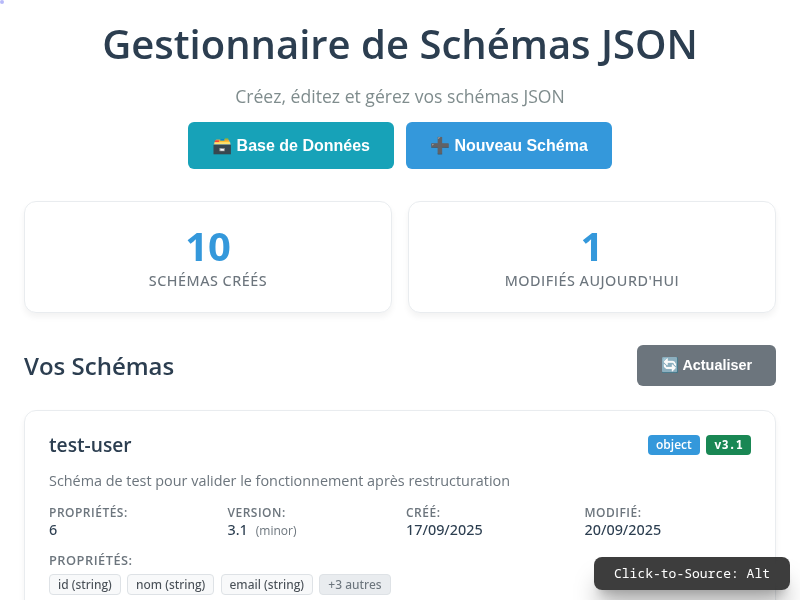 Gestionnaire de Schémas JSON
Créez, éditez et gérez vos schémas JSON
Base de Données
Nouveau Schéma
10
SCHÉMAS CRÉÉS
1
MODIFIÉS AUJOURD'HUI
Vos Schémas
Actualiser
test-user
object
v3.1
Schéma de test pour valider le fonctionnement après restructuration
PROPRIÉTÉS:
6
VERSION:
3.1 (minor)
CRÉÉ:
17/09/2025
MODIFIÉ:
20/09/2025
PROPRIÉTÉS:
id (string)
nom (string)
email (string)
+3 autres
Click-to-Source: Alt